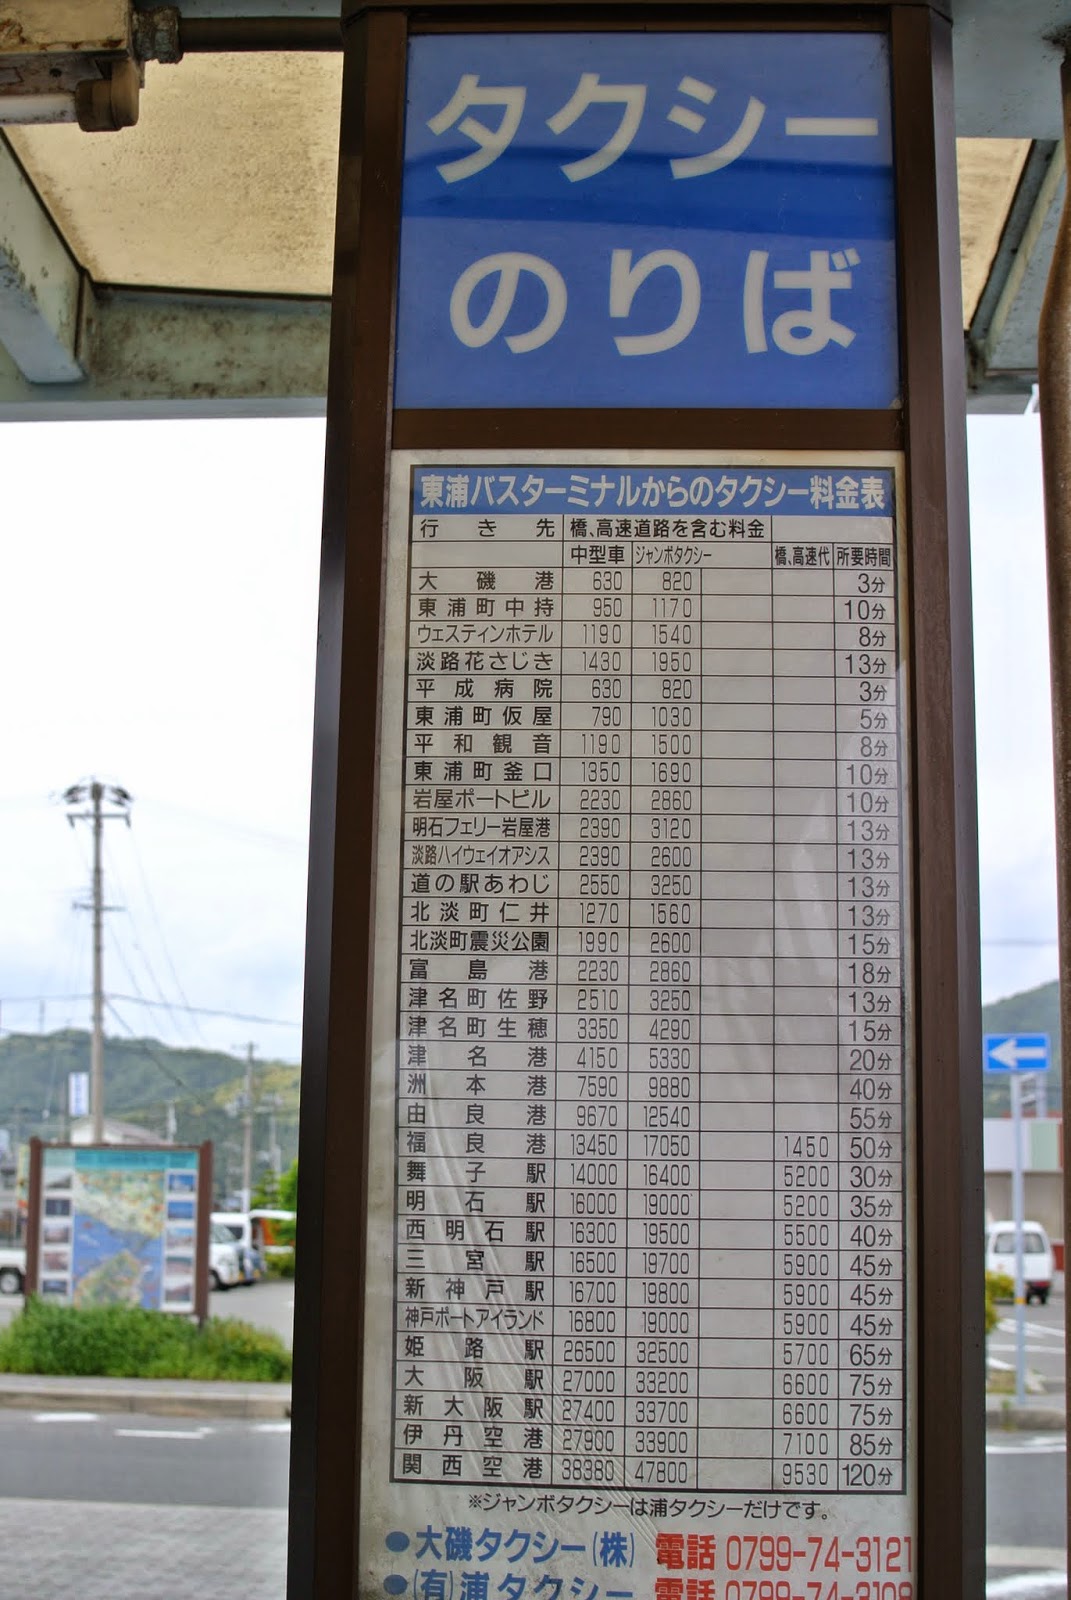 タクシー
のりば
東浦バスターミナルからのタクシー料金表
行き先 橋、高速道路を含む料金
中型車 ジャンボタクシー 橋、高速代 所要時間
大磯港 630 820 3分
東浦町中持 950 1170 10分
ウェスティンホテル 1190 1540 8分
淡路花さじき 1430 1950 13分
平成病院 630 820 3分
東浦町仮屋 790 1030 5分
平和観音 1190 1500 8分
東浦町釜口 1350 1690 10分
岩屋ポートビル 2230 2860 10分
明石フェリー岩屋港 2390 3120 13分
淡路ハイウェイオアシス 2390 2600 13分
道の駅あわじ 2550 3250 13分
北淡町仁井 1270 1560 13分
北淡町震災公園 1990 2600 15分
富島港 2230 2860 18分
津名町佐野 2510 3250 13分
津名町生穂 3350 4290 15分
津名港 4150 5330 20分
洲本港 7590 9880 40分
由良港 9670 12540 55分
福良港 13450 17050 1450 50分
舞子駅 14000 16400 5200 30分
明石駅 16000 19000 5200 35分
西明石駅 16300 19500 5500 40分
三宮駅 16500 19700 5900 45分
新神戸駅 16700 19800 5900 45分
神戸ポートアイランド 16800 19000 5900 45分
姫路駅 26500 32500 5700 65分
大阪駅 27000 33200 6600 75分
新大阪駅 27400 33700 6600 75分
伊丹空港 27900 33900 7100 85分
関西空港 38380 47800 9530 120分
※ジャンボタクシーは浦タクシーだけです。
●大磯タクシー(株) 電話 0799-74-3121
●(有)浦タクシー 電話 0799-74-3108